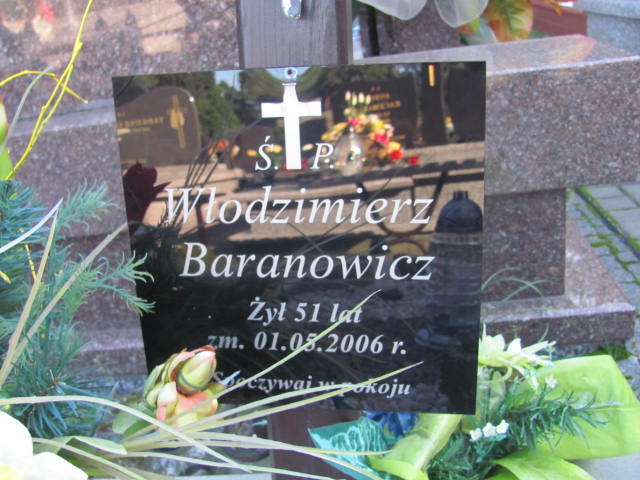 Ś. P.
Włodzimierz
Baranowicz
Żył 51 lat
zm. 01.05.2006 r.
Spoczywaj w pokoju